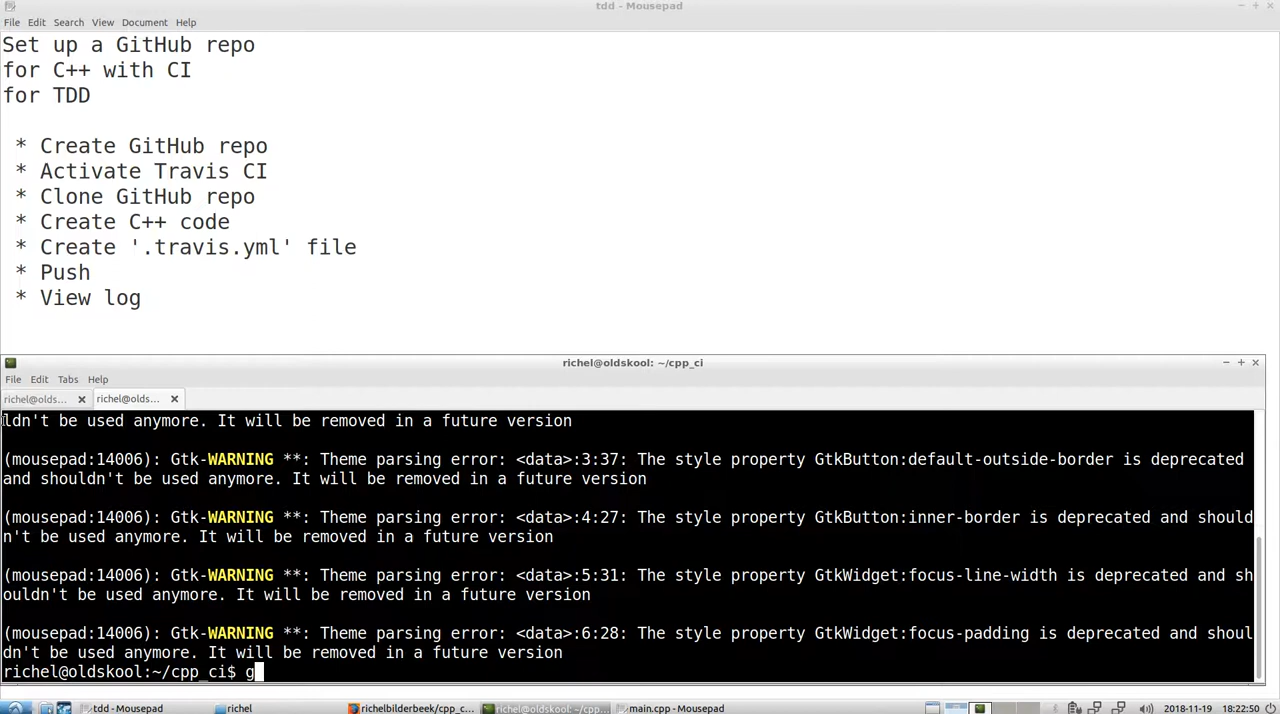 tdd - Mousepad
File Edit Search View Document Help
Set up a GitHub repo
for C++ with CI
for TDD
* Create GitHub repo
* Activate Travis CI
* Clone GitHub repo
* Create C++ code
* Create '.travis.yml' file
* Push
* View log
richel@oldskool: ~/cpp_ci
File Edit Tabs Help
richel@olds... richel@olds...
ldn't be used anymore. It will be removed in a future version
(mousepad:14006): Gtk-WARNING **: Theme parsing error: <data>:3:37: The style property GtkButton:default-outside-border is deprecated
and shouldn't be used anymore. It will be removed in a future version
(mousepad:14006): Gtk-WARNING **: Theme parsing error: <data>:4:27: The style property GtkButton:inner-border is deprecated and should
n't be used anymore. It will be removed in a future version
(mousepad:14006): Gtk-WARNING **: Theme parsing error: <data>:5:31: The style property GtkWidget:focus-line-width is deprecated and sh
ouldn't be used anymore. It will be removed in a future version
(mousepad:14006): Gtk-WARNING **: Theme parsing error: <data>:6:28: The style property GtkWidget:focus-padding is deprecated and shoul
dn't be used anymore. It will be removed in a future version
richel@oldskool:~/cpp_ci$ g
tdd - Mousepad richel richelbilderbeek/cpp_c... richel@oldskool: ~/cpp... main.cpp - Mousepad 2018-11-19 18:22:50